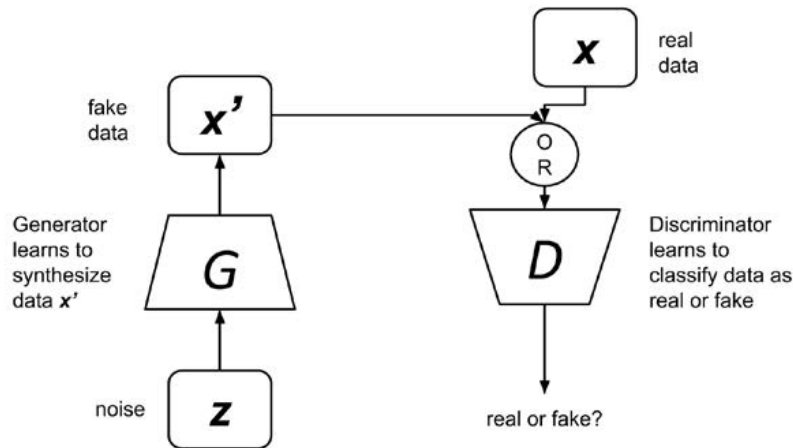 x
real
data
fake
data
x’
O
R
Generator
learns to
synthesize
data x’
G
D
Discriminator
learns to
classify data as
real or fake
noise
z
real or fake?